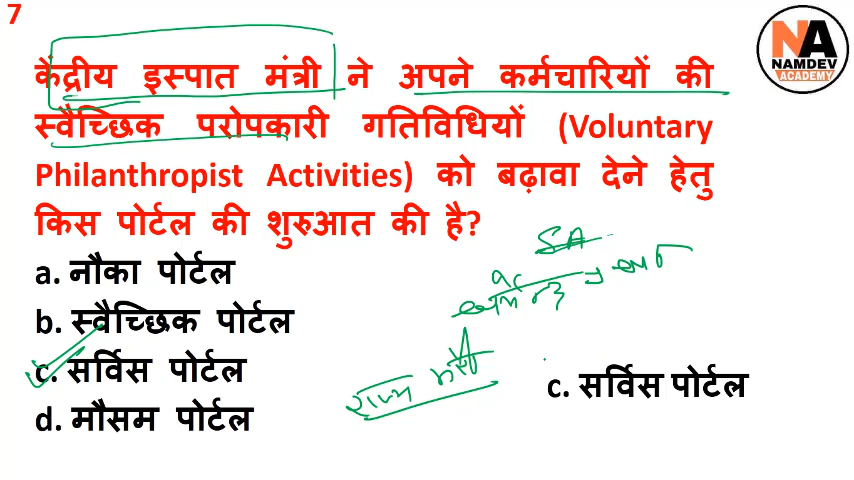 7
NA
NAMDEV
ACADEMY
केंद्रीय इस्पात मंत्री ने अपने कर्मचारियों की
स्वैच्छिक परोपकारी गतिविधियों (Voluntary
Philanthropist Activities) को बढ़ावा देने हेतु
किस पोर्टल की शुरुआत की है?
a. नौका पोर्टल
b. स्वैच्छिक पोर्टल
c. सर्विस पोर्टल
d. मौसम पोर्टल
c. सर्विस पोर्टल